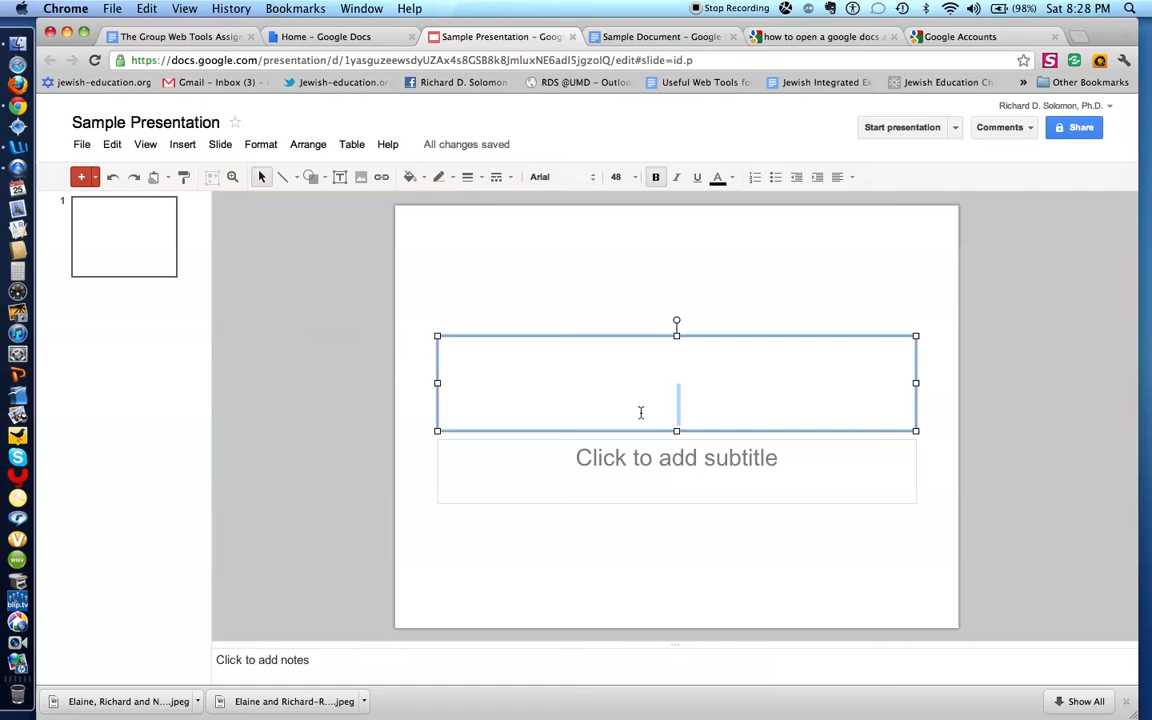 Chrome File Edit View History Bookmarks Window Help Stop Recording (98%) Sat 8:28 PM
The Group Web Tools Assign Home – Google Docs Sample Presentation – Goog Sample Document – Google how to open a google docs a Google Accounts
https://docs.google.com/presentation/d/1yasguzeewsdyUZAx4s8GSB8k8JmluxNE6adI5jgzoIQ/edit#slide=id.p
jewish-education.org Gmail – Inbox (3) – Jewish-education.org Richard D. Solomon RDS @UMD – Outloo Useful Web Tools for Jewish Integrated Ex Jewish Education Ch » Other Bookmarks
Richard D. Solomon, Ph.D.
Sample Presentation
Start presentation Comments Share
File Edit View Insert Slide Format Arrange Table Help All changes saved
Arial 48 B I U A
1
Click to add subtitle
Click to add notes
Elaine, Richard and N....jpeg Elaine and Richard-R....jpeg Show All